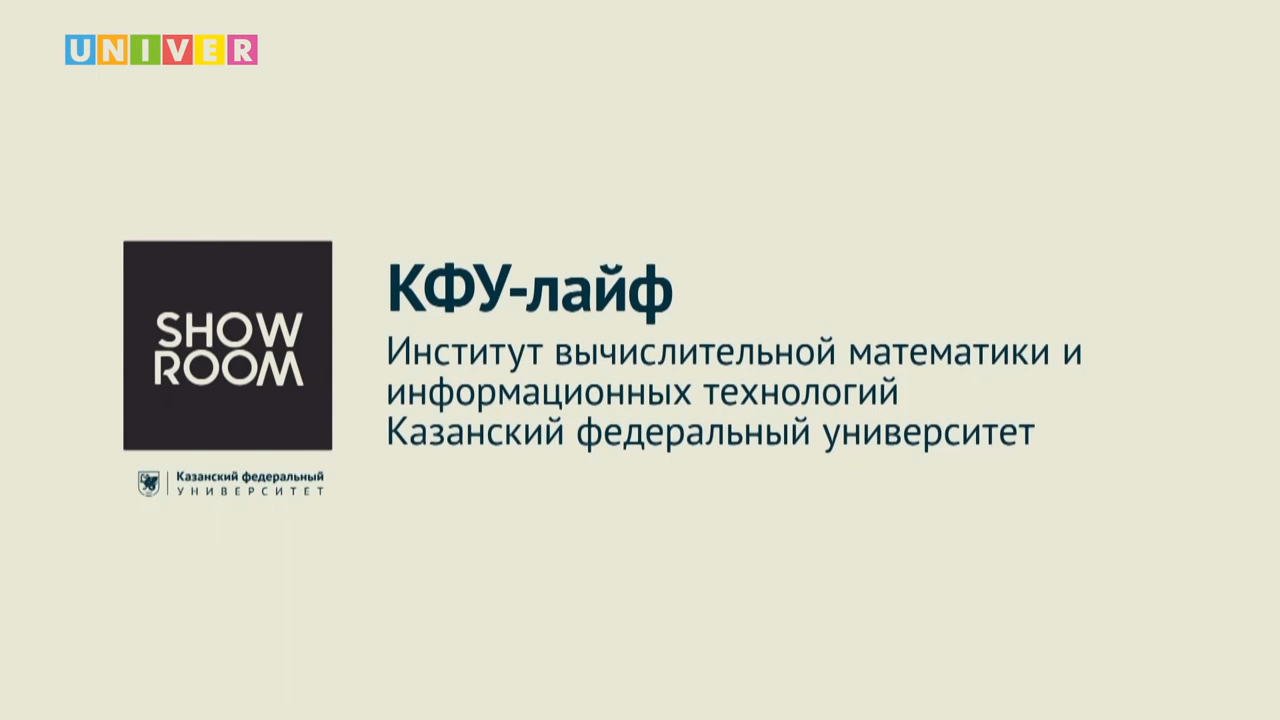 UNIVER
SHOW
ROOM
КФУ-лайф
Институт вычислительной математики и
информационных технологий
Казанский федеральный университет
Казанский федеральный
УНИВЕРСИТЕТ